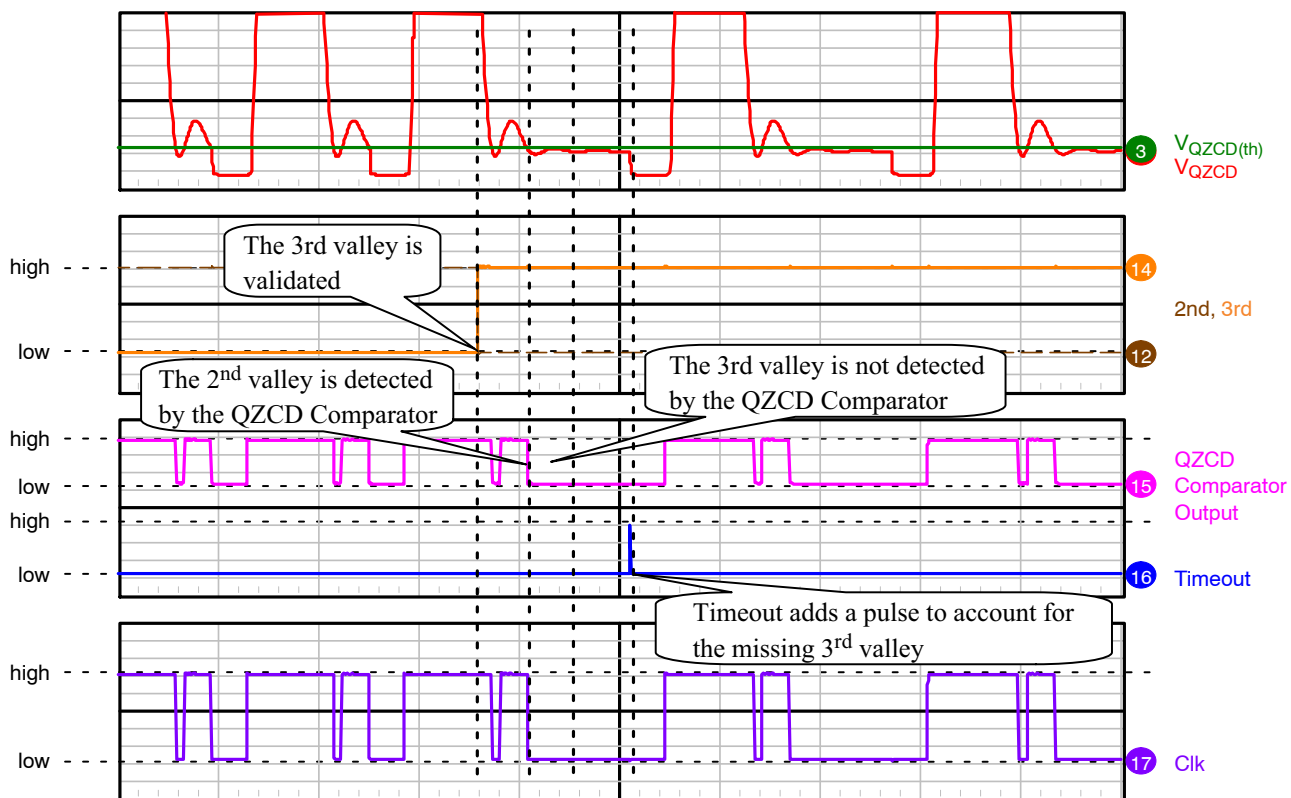 3
V_QZCD(th)
V_QZCD
The 3rd valley is
validated
high
14
2nd, 3rd
low
12
The 2nd valley is detected
by the QZCD Comparator
The 3rd valley is not detected
by the QZCD Comparator
high
low
15
QZCD
Comparator
Output
high
low
16
Timeout
Timeout adds a pulse to account for
the missing 3rd valley
high
low
17
Clk